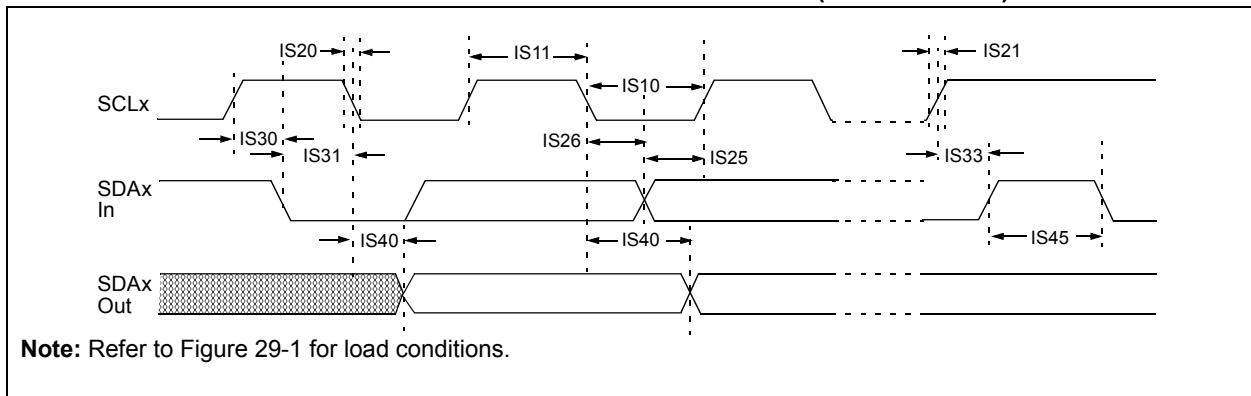 IS20
IS11
IS21
IS10
SCLx
IS30
IS26
IS31
IS25
IS33
SDAx
In
IS40
IS40
IS45
SDAx
Out
Note: Refer to Figure 29-1 for load conditions.